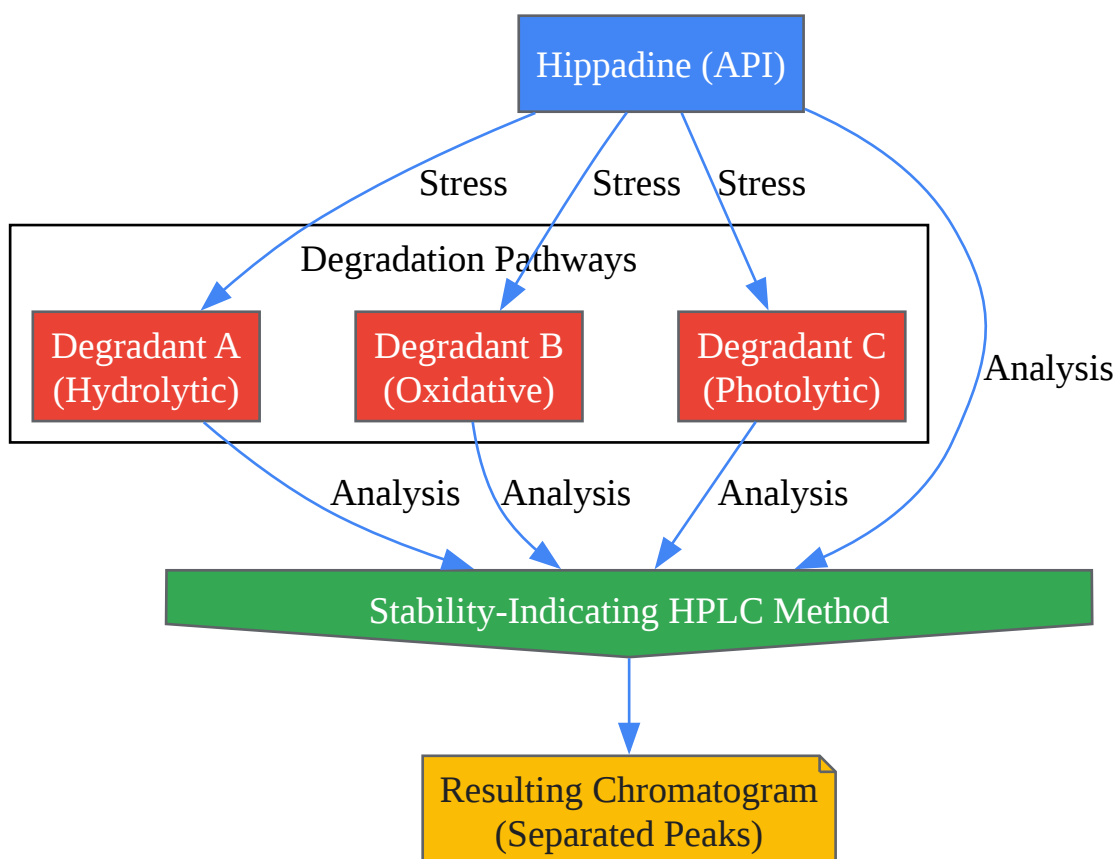 Hippadine (API)
Stress
Stress
Stress
Degradation Pathways
Degradant A
(Hydrolytic)
Degradant B
(Oxidative)
Degradant C
(Photolytic)
Analysis
Analysis
Analysis
Analysis
Stability-Indicating HPLC Method
Resulting Chromatogram
(Separated Peaks)